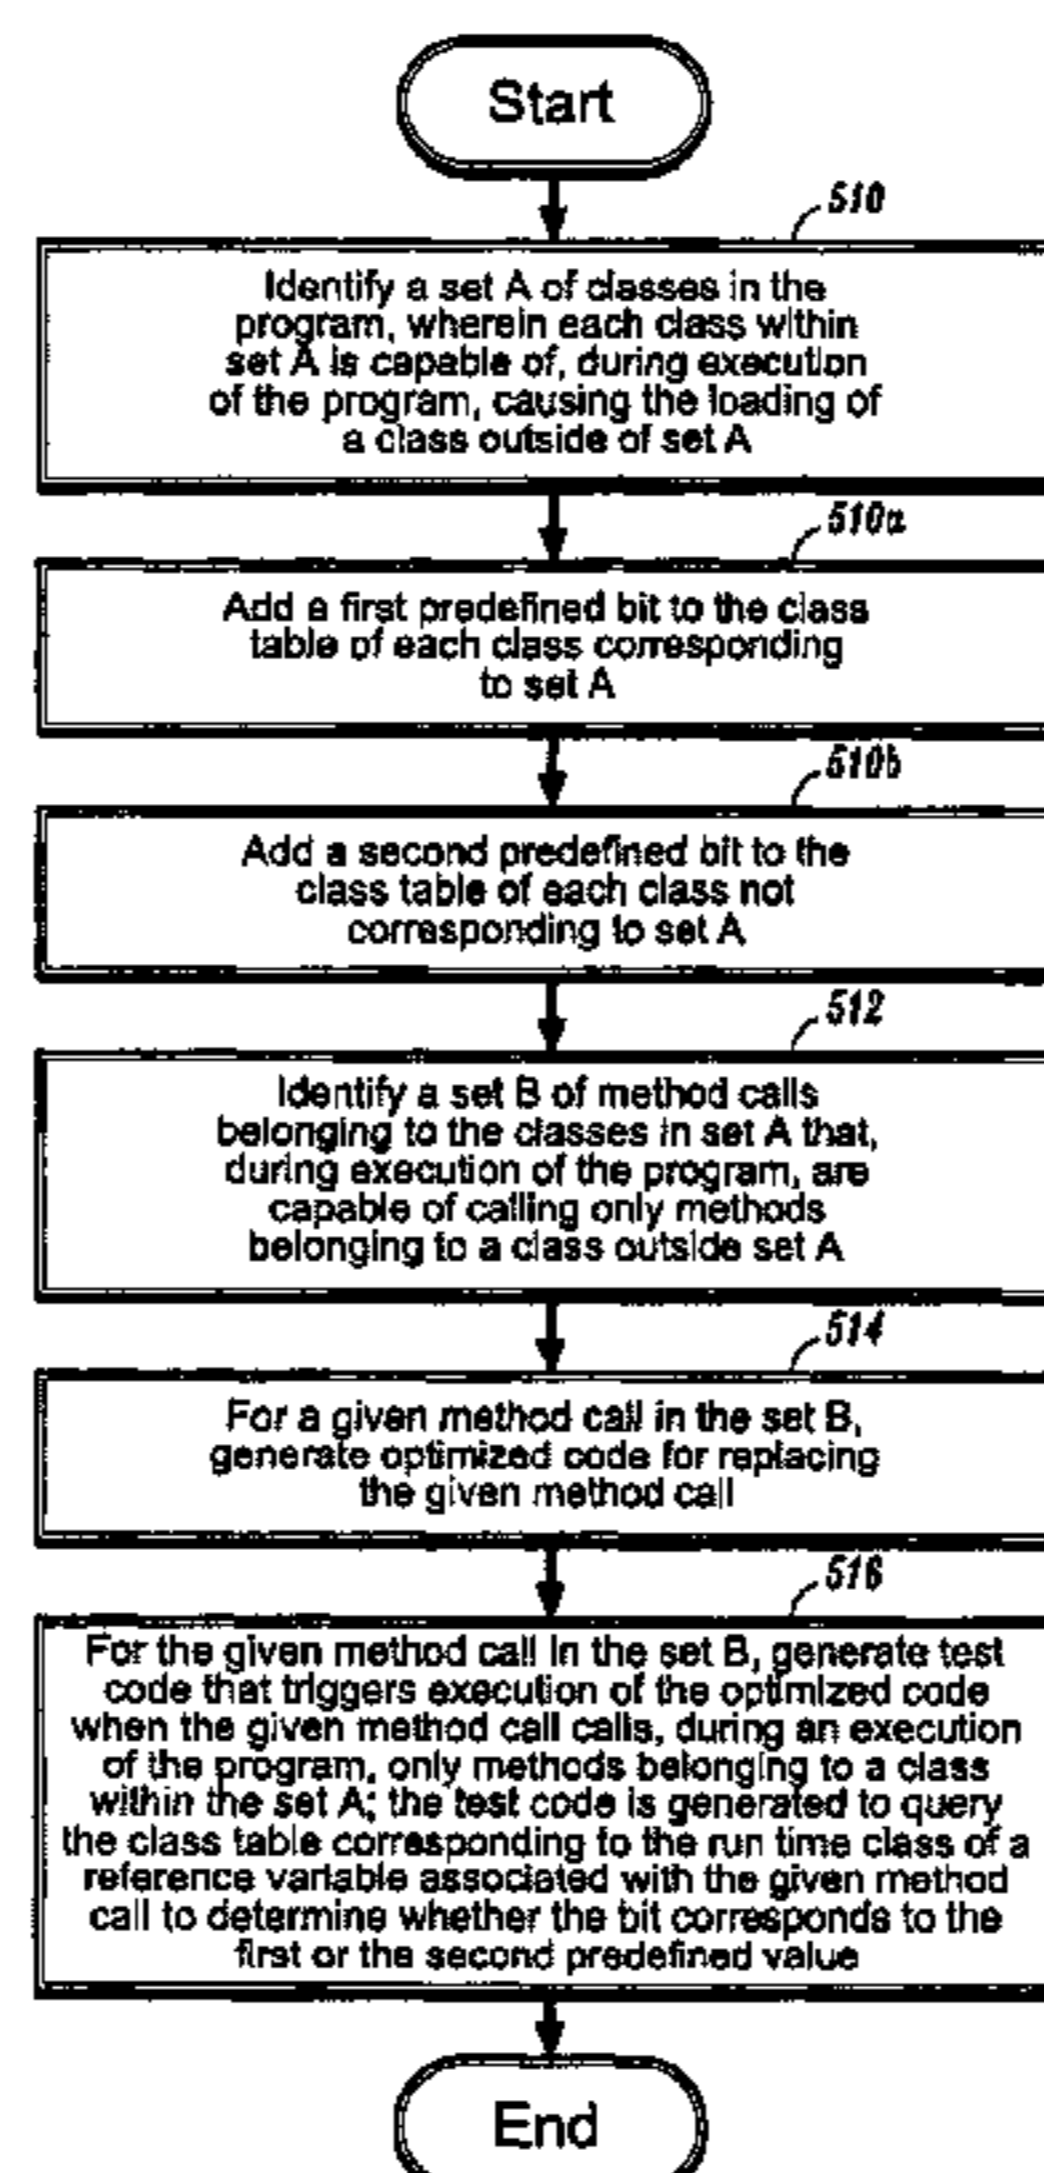 Start
510
Identify a set A of classes in the
program, wherein each class within
set A is capable of, during execution
of the program, causing the loading of
a class outside of set A
510a
Add a first predefined bit to the class
table of each class corresponding
to set A
510b
Add a second predefined bit to the
class table of each class not
corresponding to set A
512
Identify a set B of method calls
belonging to the classes in set A that,
during execution of the program, are
capable of calling only methods
belonging to a class outside set A
514
For a given method call in the set B,
generate optimized code for replacing
the given method call
516
For the given method call in the set B, generate test
code that triggers execution of the optimized code
when the given method call calls, during an execution
of the program, only methods belonging to a class
within the set A; the test code is generated to query
the class table corresponding to the run time class of a
reference variable associated with the given method
call to determine whether the bit corresponds to the
first or the second predefined value
End